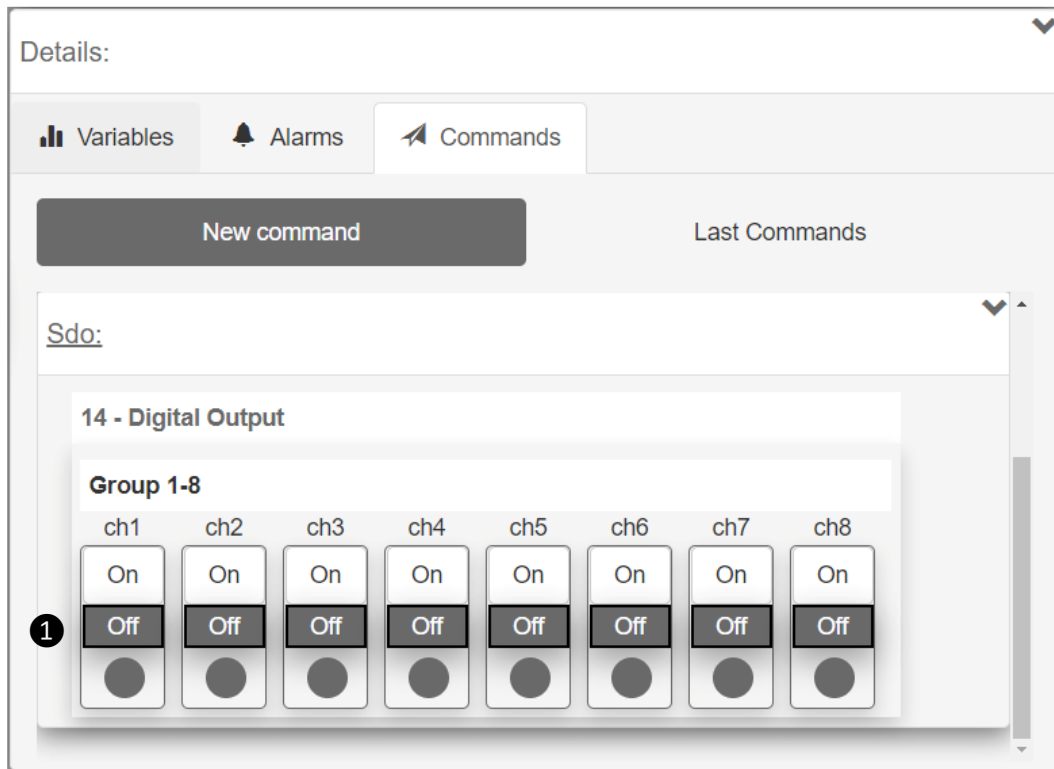 Details:
Variables Alarms Commands
New command Last Commands
Sdo:
14 - Digital Output
Group 1-8
ch1 ch2 ch3 ch4 ch5 ch6 ch7 ch8
On On On On On On On On
1 Off Off Off Off Off Off Off Off